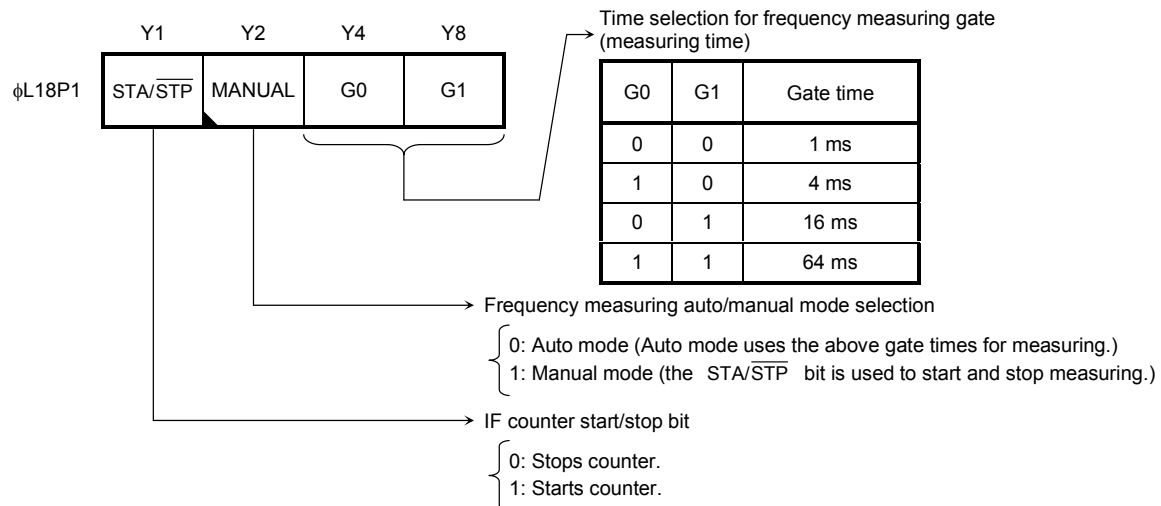 Y1 Y2 Y4 Y8
Time selection for frequency measuring gate
(measuring time)
ϕL18P1 STA/S̅T̅P̅ MANUAL G0 G1
G0 G1 Gate time
0 0 1 ms
1 0 4 ms
0 1 16 ms
1 1 64 ms
Frequency measuring auto/manual mode selection
0: Auto mode (Auto mode uses the above gate times for measuring.)
1: Manual mode (the STA/S̅T̅P̅ bit is used to start and stop measuring.)
IF counter start/stop bit
0: Stops counter.
1: Starts counter.